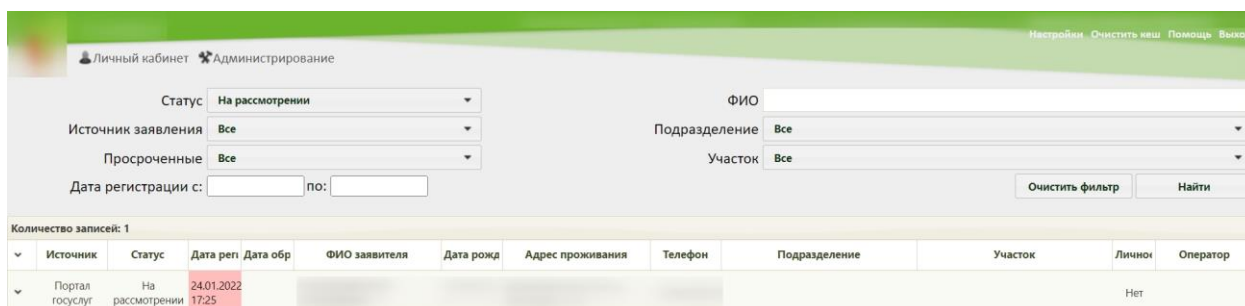 Настройки Очистить кеш Помощь Выхо
Личный кабинет Администрирование
Статус На рассмотрении ФИО
Источник заявления Все Подразделение Все
Просроченные Все Участок Все
Дата регистрации с: по:
Очистить фильтр Найти
Количество записей: 1
Источник Статус Дата реги Дата обр ФИО заявителя Дата рожд Адрес проживания Телефон Подразделение Участок Личное Оператор
Портал На 24.01.2022
госуслуг рассмотрении 17:25 Нет